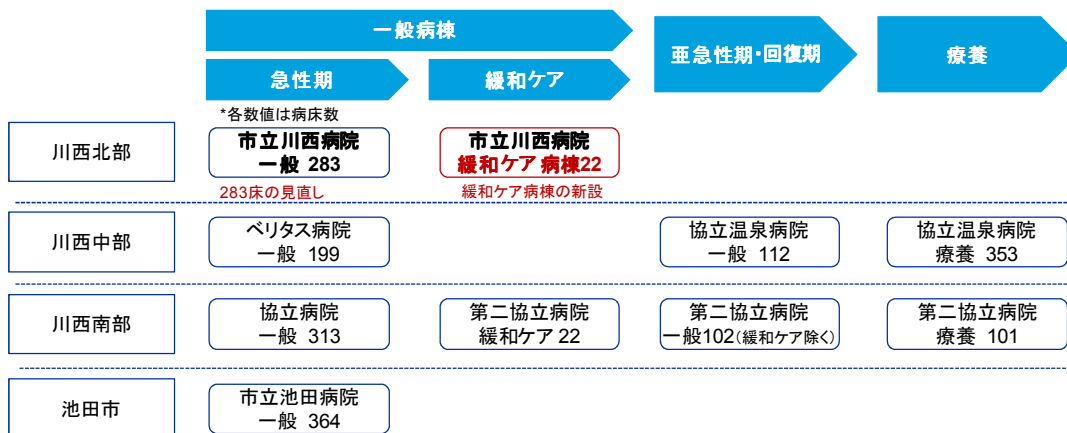 一般病棟
亜急性期・回復期
療養
急性期
緩和ケア
*各数値は病床数
川西北部
市立川西病院
一般 283
283床の見直し
市立川西病院
緩和ケア 病棟22
緩和ケア病棟の新設
川西中部
ベリタス病院
一般 199
協立温泉病院
一般 112
協立温泉病院
療養 353
川西南部
協立病院
一般 313
第二協立病院
緩和ケア 22
第二協立病院
一般102(緩和ケア除く)
第二協立病院
療養 101
池田市
市立池田病院
一般 364